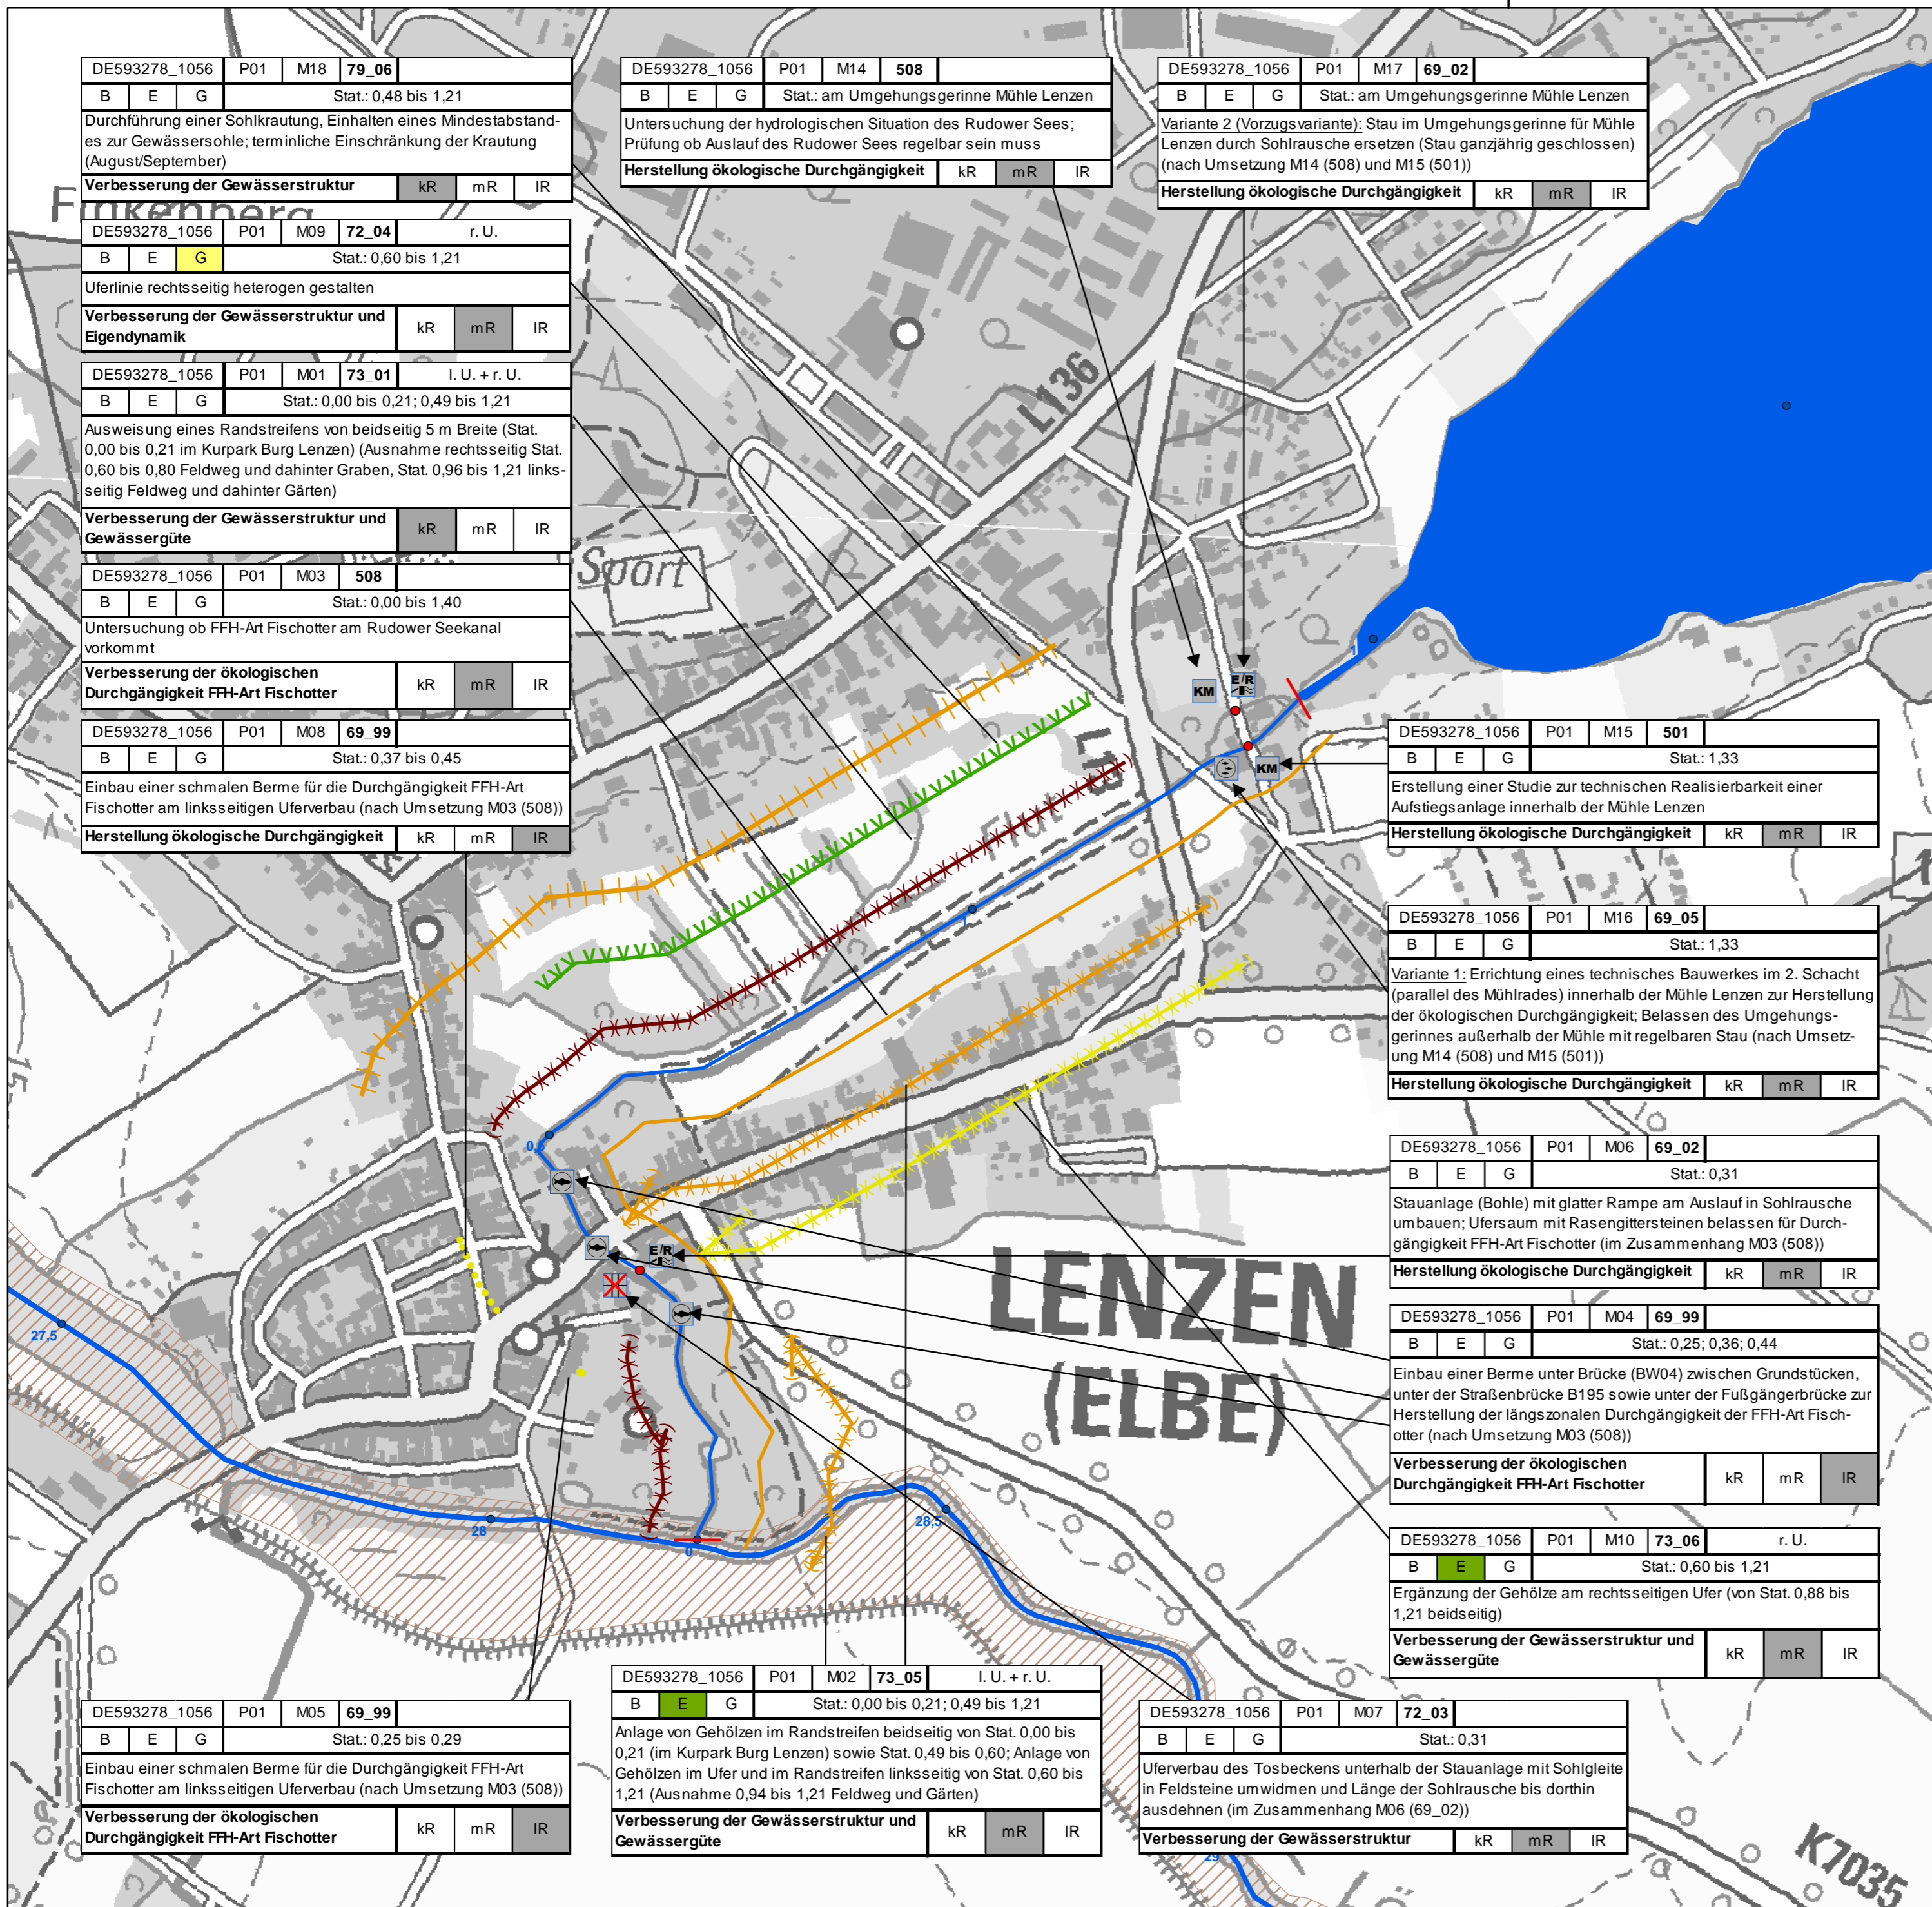 DE593278_1056 P01 M18 79_06
B E G Stat.: 0,48 bis 1,21
Durchführung einer Sohlkrautung, Einhalten eines Mindestabstand-
es zur Gewässersohle; terminliche Einschränkung der Krautung
(August/September)
Verbesserung der Gewässerstruktur kR mR lR
DE593278_1056 P01 M14 508
B E G Stat.: am Umgehungsgerinne Mühle Lenzen
Untersuchung der hydrologischen Situation des Rudower Sees;
Prüfung ob Auslauf des Rudower Sees regelbar sein muss
Herstellung ökologische Durchgängigkeit kR mR lR
DE593278_1056 P01 M17 69_02
B E G Stat.: am Umgehungsgerinne Mühle Lenzen
Variante 2 (Vorzugsvariante): Stau im Umgehungsgerinne für Mühle
Lenzen durch Sohlrausche ersetzen (Stau ganzjährig geschlossen)
(nach Umsetzung M14 (508) und M15 (501))
Herstellung ökologische Durchgängigkeit kR mR lR
Finkenberg
DE593278_1056 P01 M09 72_04 r. U.
B E G Stat.: 0,60 bis 1,21
Uferlinie rechtsseitig heterogen gestalten
Verbesserung der Gewässerstruktur und
Eigendynamik kR mR lR
DE593278_1056 P01 M01 73_01 l. U. + r. U.
B E G Stat.: 0,00 bis 0,21; 0,49 bis 1,21
Ausweisung eines Randstreifens von beidseitig 5 m Breite (Stat.
0,00 bis 0,21 im Kurpark Burg Lenzen) (Ausnahme rechtsseitig Stat.
0,60 bis 0,80 Feldweg und dahinter Graben, Stat. 0,96 bis 1,21 links-
seitig Feldweg und dahinter Gärten)
Verbesserung der Gewässerstruktur und
Gewässergüte kR mR lR
L136
Sport
DE593278_1056 P01 M03 508
B E G Stat.: 0,00 bis 1,40
Untersuchung ob FFH-Art Fischotter am Rudower Seekanal
vorkommt
Verbesserung der ökologischen
Durchgängigkeit FFH-Art Fischotter kR mR lR
DE593278_1056 P01 M08 69_99
B E G Stat.: 0,37 bis 0,45
Einbau einer schmalen Berme für die Durchgängigkeit FFH-Art
Fischotter am linksseitigen Uferverbau (nach Umsetzung M03 (508))
Herstellung ökologische Durchgängigkeit kR mR lR
KM
E/R
1
KM
DE593278_1056 P01 M15 501
B E G Stat.: 1,33
Erstellung einer Studie zur technischen Realisierbarkeit einer
Aufstiegsanlage innerhalb der Mühle Lenzen
Herstellung ökologische Durchgängigkeit kR mR lR
1
DE593278_1056 P01 M16 69_05
B E G Stat.: 1,33
Variante 1: Errichtung eines technisches Bauwerkes im 2. Schacht
(parallel des Mühlrades) innerhalb der Mühle Lenzen zur Herstellung
der ökologischen Durchgängigkeit; Belassen des Umgehungs-
gerinnes außerhalb der Mühle mit regelbaren Stau (nach Umsetz-
ung M14 (508) und M15 (501))
Herstellung ökologische Durchgängigkeit kR mR lR
DE593278_1056 P01 M06 69_02
B E G Stat.: 0,31
Stauanlage (Bohle) mit glatter Rampe am Auslauf in Sohlrausche
umbauen; Ufersaum mit Rasengittersteinen belassen für Durch-
gängigkeit FFH-Art Fischotter (im Zusammenhang M03 (508))
Herstellung ökologische Durchgängigkeit kR mR lR
0,5
E/R
LENZEN
(ELBE)
DE593278_1056 P01 M04 69_99
B E G Stat.: 0,25; 0,36; 0,44
Einbau einer Berme unter Brücke (BW04) zwischen Grundstücken,
unter der Straßenbrücke B195 sowie unter der Fußgängerbrücke zur
Herstellung der längszonalen Durchgängigkeit der FFH-Art Fisch-
otter (nach Umsetzung M03 (508))
Verbesserung der ökologischen
Durchgängigkeit FFH-Art Fischotter kR mR lR
27,5
28
0
28,5
DE593278_1056 P01 M10 73_06 r. U.
B E G Stat.: 0,60 bis 1,21
Ergänzung der Gehölze am rechtsseitigen Ufer (von Stat. 0,88 bis
1,21 beidseitig)
Verbesserung der Gewässerstruktur und
Gewässergüte kR mR lR
DE593278_1056 P01 M05 69_99
B E G Stat.: 0,25 bis 0,29
Einbau einer schmalen Berme für die Durchgängigkeit FFH-Art
Fischotter am linksseitigen Uferverbau (nach Umsetzung M03 (508))
Verbesserung der ökologischen
Durchgängigkeit FFH-Art Fischotter kR mR lR
DE593278_1056 P01 M02 73_05 l. U. + r. U.
B E G Stat.: 0,00 bis 0,21; 0,49 bis 1,21
Anlage von Gehölzen im Randstreifen beidseitig von Stat. 0,00 bis
0,21 (im Kurpark Burg Lenzen) sowie Stat. 0,49 bis 0,60; Anlage von
Gehölzen im Ufer und im Randstreifen linksseitig von Stat. 0,60 bis
1,21 (Ausnahme 0,94 bis 1,21 Feldweg und Gärten)
Verbesserung der Gewässerstruktur und
Gewässergüte kR mR lR
DE593278_1056 P01 M07 72_03
B E G Stat.: 0,31
Uferverbau des Tosbeckens unterhalb der Stauanlage mit Sohlgleite
in Feldsteine umwidmen und Länge der Sohlrausche bis dorthin
ausdehnen (im Zusammenhang M06 (69_02))
Verbesserung der Gewässerstruktur kR mR lR
29
K7035